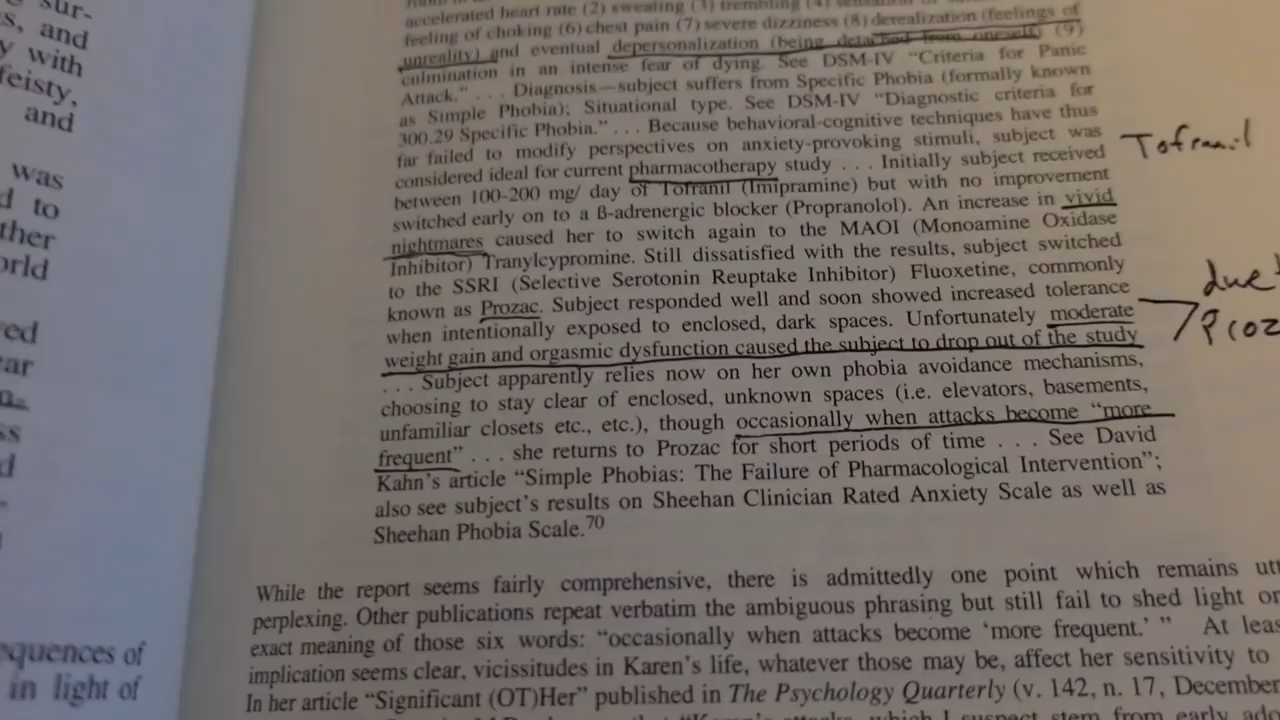 sur-
s, and
y with
feisty,
and
was
d to
ther
orld
ved
ear
n.
ss
d
equences of
in light of
accelerated heart rate (2) sweating (3) trembling (4)
feeling of choking (6) chest pain (7) severe dizziness (8) derealization (feelings of
unreality) and eventual depersonalization (being detached from oneself) (9)
culmination in an intense fear of dying. See DSM-IV “Criteria for Panic
Attack.” . . . Diagnosis—subject suffers from Specific Phobia (formally known
as Simple Phobia); Situational type. See DSM-IV “Diagnostic criteria for
300.29 Specific Phobia.” . . . Because behavioral-cognitive techniques have thus
far failed to modify perspectives on anxiety-provoking stimuli, subject was
considered ideal for current pharmacotherapy study . . . Initially subject received
between 100-200 mg/ day of Tofranil (Imipramine) but with no improvement
switched early on to a ß-adrenergic blocker (Propranolol). An increase in vivid
nightmares caused her to switch again to the MAOI (Monoamine Oxidase
Inhibitor) Tranylcypromine. Still dissatisfied with the results, subject switched
to the SSRI (Selective Serotonin Reuptake Inhibitor) Fluoxetine, commonly
known as Prozac. Subject responded well and soon showed increased tolerance
when intentionally exposed to enclosed, dark spaces. Unfortunately moderate
weight gain and orgasmic dysfunction caused the subject to drop out of the study
. . . Subject apparently relies now on her own phobia avoidance mechanisms,
choosing to stay clear of enclosed, unknown spaces (i.e. elevators, basements,
unfamiliar closets etc., etc.), though occasionally when attacks become “more
frequent” . . . she returns to Prozac for short periods of time . . . See David
Kahn’s article “Simple Phobias: The Failure of Pharmacological Intervention”;
also see subject’s results on Sheehan Clinician Rated Anxiety Scale as well as
Sheehan Phobia Scale.70
Tofranil
due
Proz
While the report seems fairly comprehensive, there is admittedly one point which remains utt
perplexing. Other publications repeat verbatim the ambiguous phrasing but still fail to shed light on
exact meaning of those six words: “occasionally when attacks become ‘more frequent.’ ” At leas
implication seems clear, vicissitudes in Karen’s life, whatever those may be, affect her sensitivity to
In her article “Significant (OT)Her” published in The Psychology Quarterly (v. 142, n. 17, December
which I suspect stem from early ado